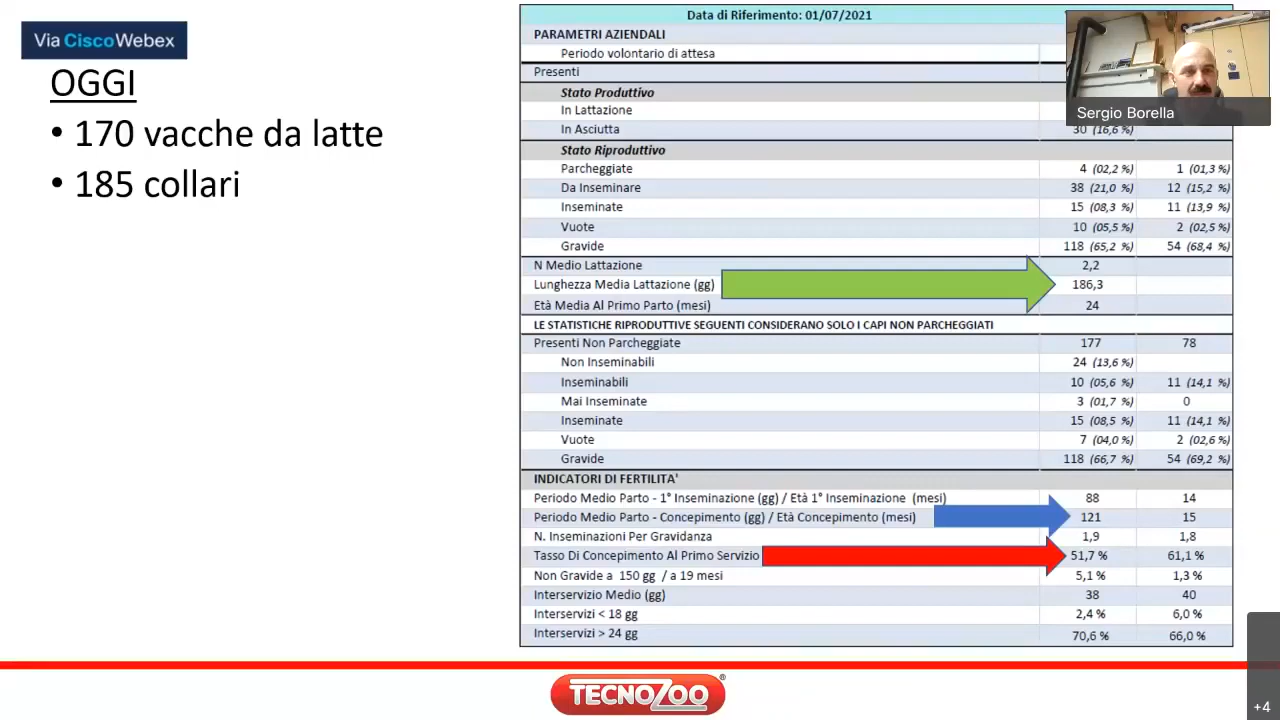 Via CiscoWebex
OGGI
• 170 vacche da latte
• 185 collari
Data di Riferimento: 01/07/2021
PARAMETRI AZIENDALI
Periodo volontario di attesa
Presenti
Stato Produttivo
In Lattazione
In Asciutta 30 (16,6 %)
Stato Riproduttivo
Parcheggiate 4 (02,2 %) 1 (01,3 %)
Da Inseminare 38 (21,0 %) 12 (15,2 %)
Inseminate 15 (08,3 %) 11 (13,9 %)
Vuote 10 (05,5 %) 2 (02,5 %)
Gravide 118 (65,2 %) 54 (68,4 %)
N Medio Lattazione 2,2
Lunghezza Media Lattazione (gg) 186,3
Età Media Al Primo Parto (mesi) 24
LE STATISTICHE RIPRODUTTIVE SEGUENTI CONSIDERANO SOLO I CAPI NON PARCHEGGIATI
Presenti Non Parcheggiate 177 78
Non Inseminabili 24 (13,6 %)
Inseminabili 10 (05,6 %) 11 (14,1 %)
Mai Inseminate 3 (01,7 %) 0
Inseminate 15 (08,5 %) 11 (14,1 %)
Vuote 7 (04,0 %) 2 (02,6 %)
Gravide 118 (66,7 %) 54 (69,2 %)
INDICATORI DI FERTILITA'
Periodo Medio Parto - 1° Inseminazione (gg) / Età 1° Inseminazione (mesi) 88 14
Periodo Medio Parto - Concepimento (gg) / Età Concepimento (mesi) 121 15
N. Inseminazioni Per Gravidanza 1,9 1,8
Tasso Di Concepimento Al Primo Servizio 51,7 % 61,1 %
Non Gravide a 150 gg / a 19 mesi 5,1 % 1,3 %
Interservizio Medio (gg) 38 40
Interservizi < 18 gg 2,4 % 6,0 %
Interservizi > 24 gg 70,6 % 66,0 %
Sergio Borella
TECNOZOO®
+4